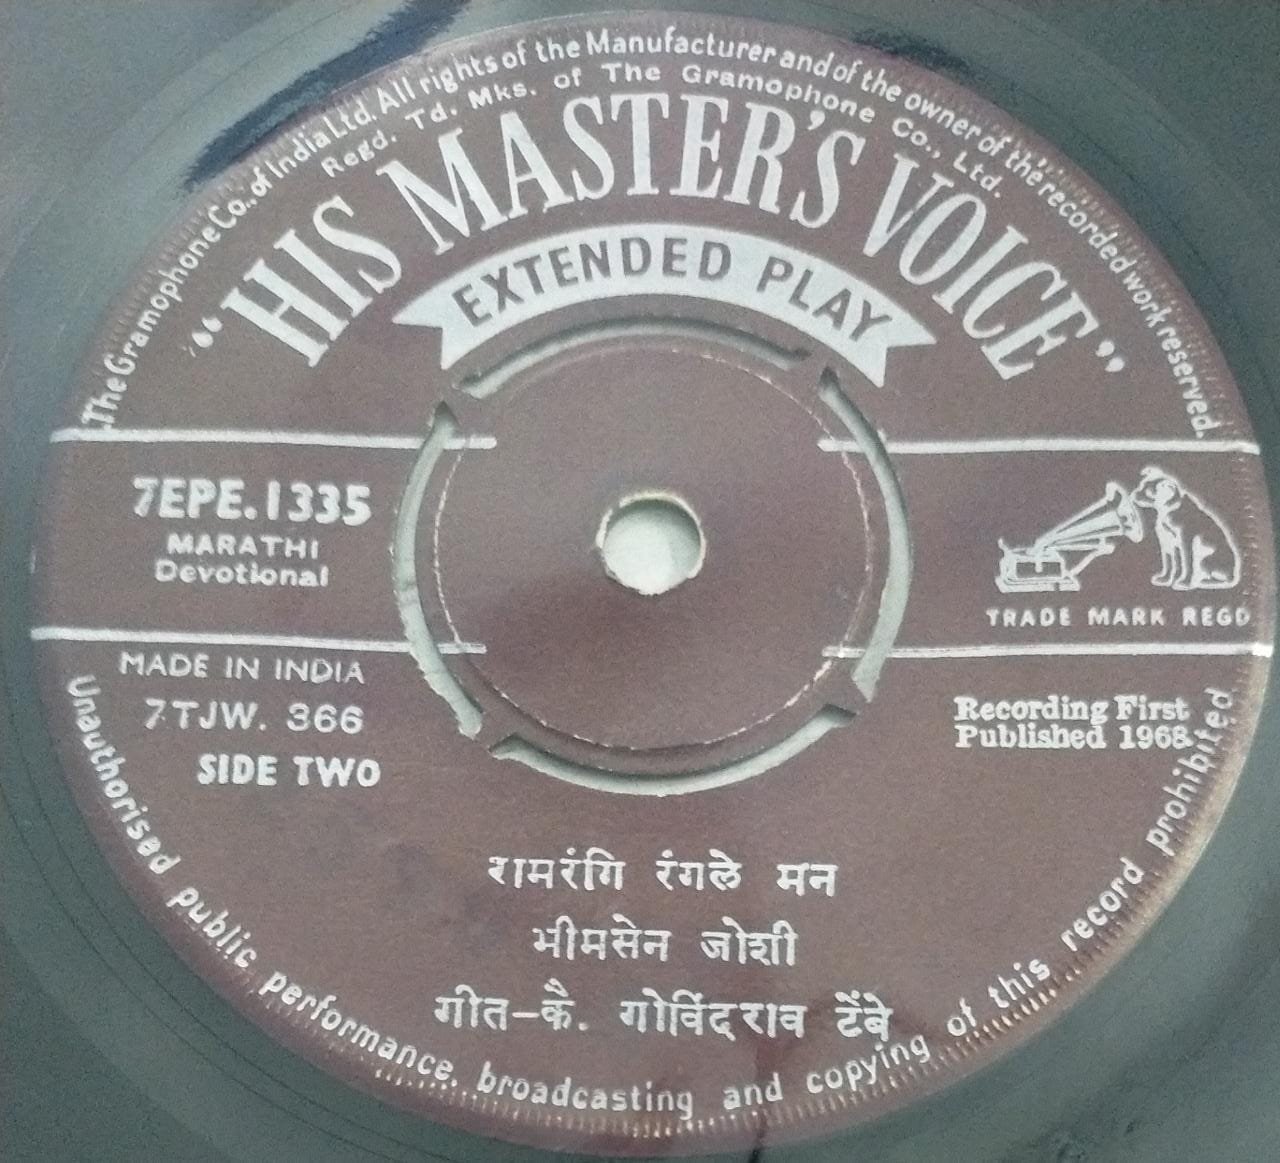 The Gramophone Co., of India Ltd. All rights of the Manufacturer and of the owner of the recorded work reserved.
Regd. Td. Mks. of The Gramophone Co., Ltd.
"HIS MASTER'S VOICE"
EXTENDED PLAY
7EPE.1335
MARATHI
Devotional
TRADE MARK REGD
MADE IN INDIA
7TJW. 366
SIDE TWO
Recording First
Published 1968.
रामरंगि रंगले मन
भीमसेन जोशी
गीत-कै. गोविंदराव टेंबे
Unauthorised public performance, broadcasting and copying of this record prohibited